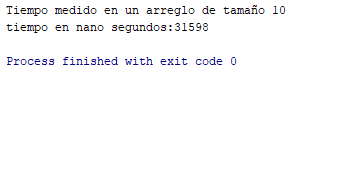 Tiempo medido en un arreglo de tamaño 10
tiempo en nano segundos:31598
Process finished with exit code 0